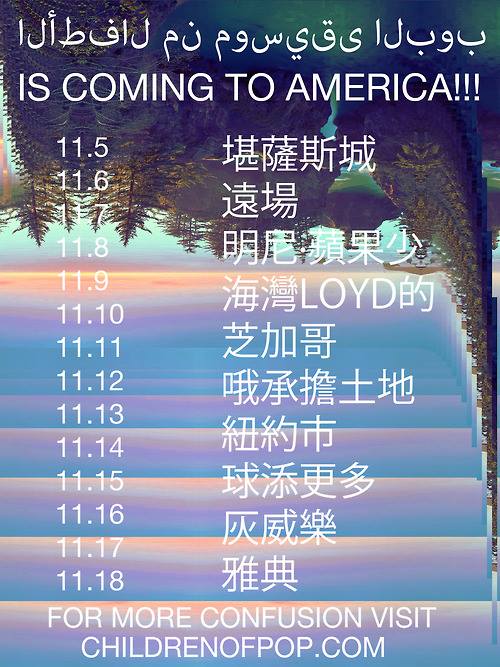 الأطفال من موسيقى البوب
IS COMING TO AMERICA!!!
11.5
11.6
11.7
11.8
11.9
11.10
11.11
11.12
11.13
11.14
11.15
11.16
11.17
11.18
堪薩斯城
遠場
明尼·蘋果少
海灣LOYD的
芝加哥
哦承擔土地
紐約市
球添更多
灰威樂
雅典
FOR MORE CONFUSION VISIT
CHILDRENOFPOP.COM